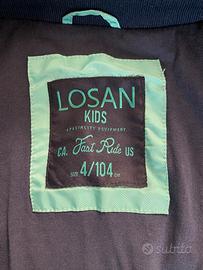 LOSAN
KIDS
SPECIALITY EQUIPMENT
CA. Fast Ride US
SIZE 4/104 CM
subito